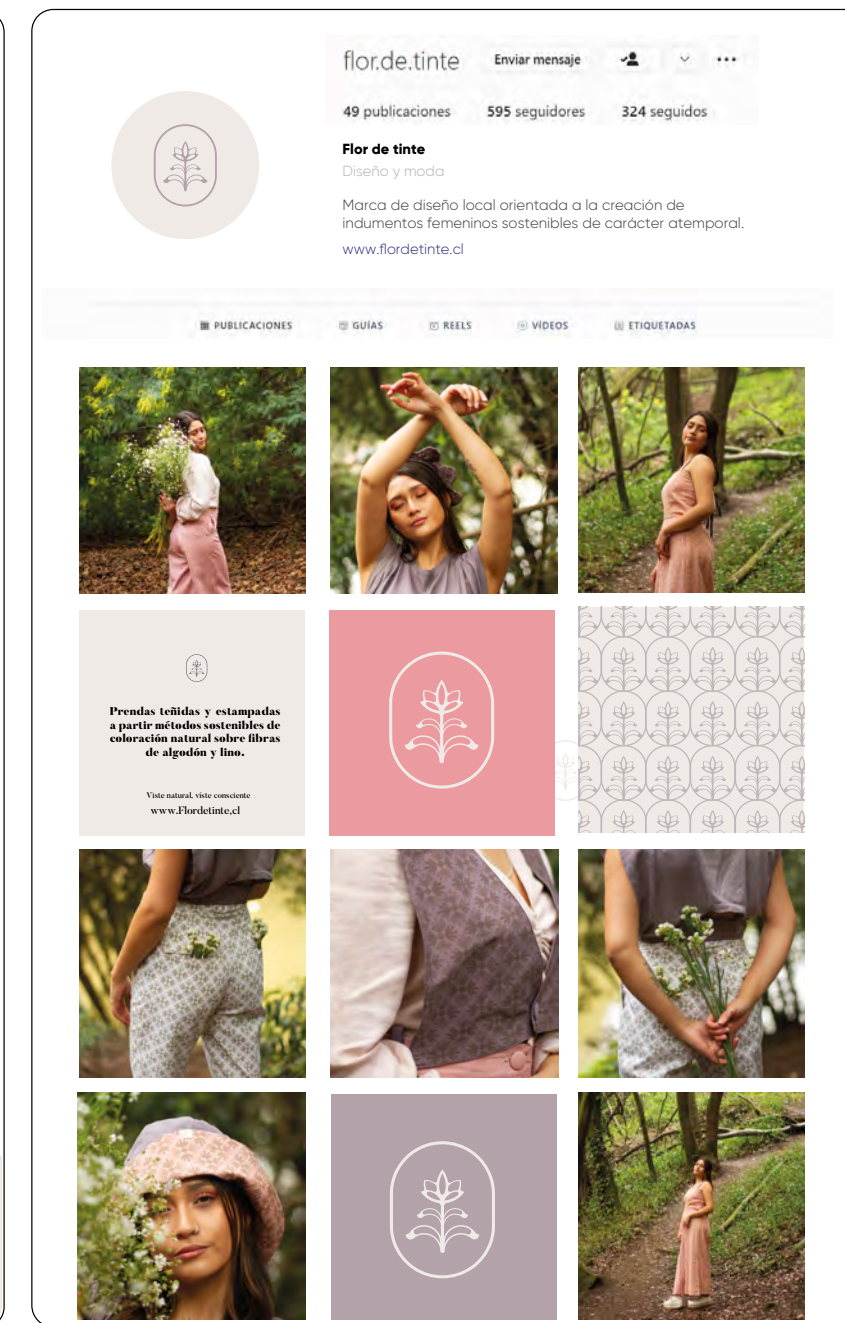 flor.de.tinte
Enviar mensaje
49 publicaciones 595 seguidores 324 seguidos
Flor de tinte
Diseño y moda
Marca de diseño local orientada a la creación de
indumentos femeninos sostenibles de carácter atemporal.
www.flordetinte.cl
PUBLICACIONES GUÍAS REELS VÍDEOS ETIQUETADAS
Prendas teñidas y estampadas
a partir métodos sostenibles de
coloración natural sobre fibras
de algodón y lino.
Viste natural, viste consciente
www.Flordetinte,cl